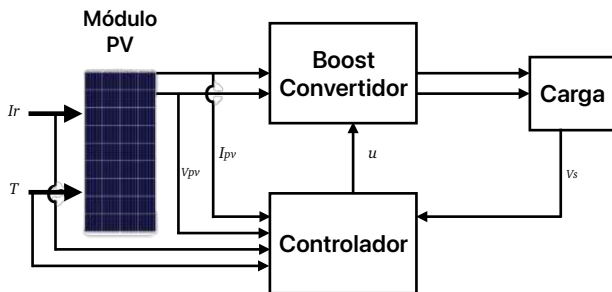 Módulo
PV
Boost
Convertidor
Carga
Ir
T
Vpv
Ipv
u
Vs
Controlador